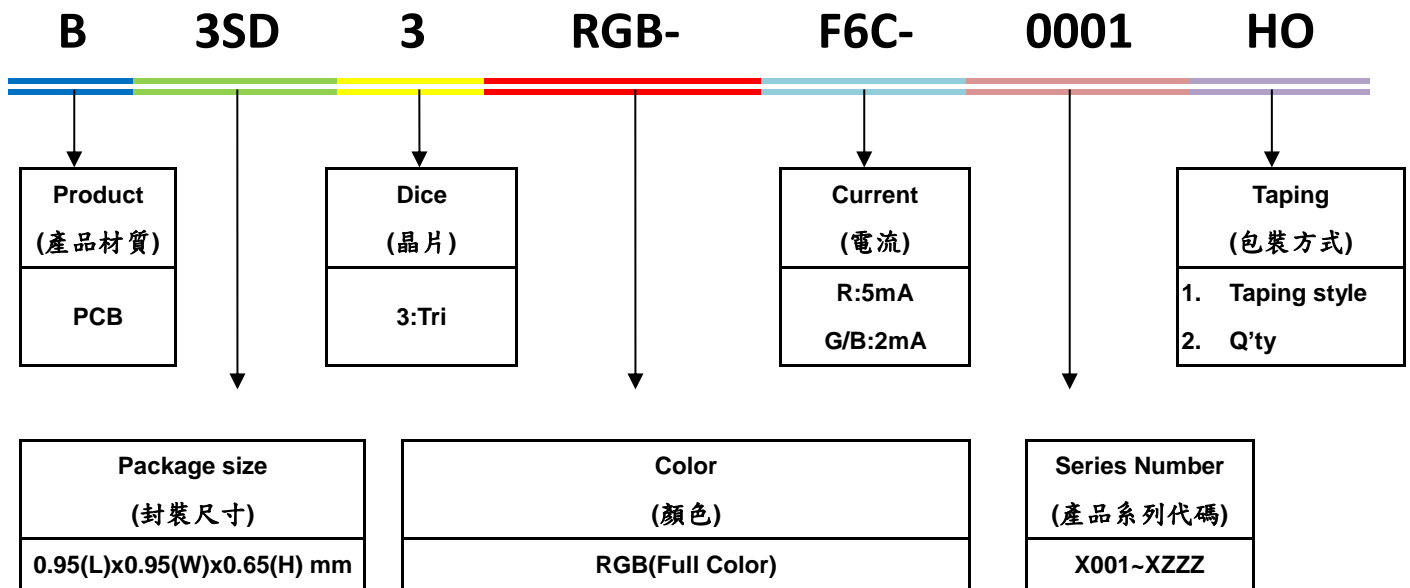 B 3SD 3 RGB- F6C- 0001 HO
Product
(產品材質)
PCB
Dice
(晶片)
3:Tri
Current
(電流)
R:5mA
G/B:2mA
Taping
(包裝方式)
1. Taping style
2. Q’ty
Package size
(封裝尺寸)
0.95(L)x0.95(W)x0.65(H) mm
Color
(顏色)
RGB(Full Color)
Series Number
(產品系列代碼)
X001~XZZZ